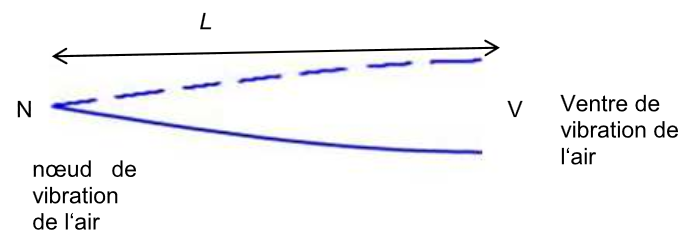 L
N
V
Ventre de
vibration de
l‘air
nœud de
vibration
de l‘air